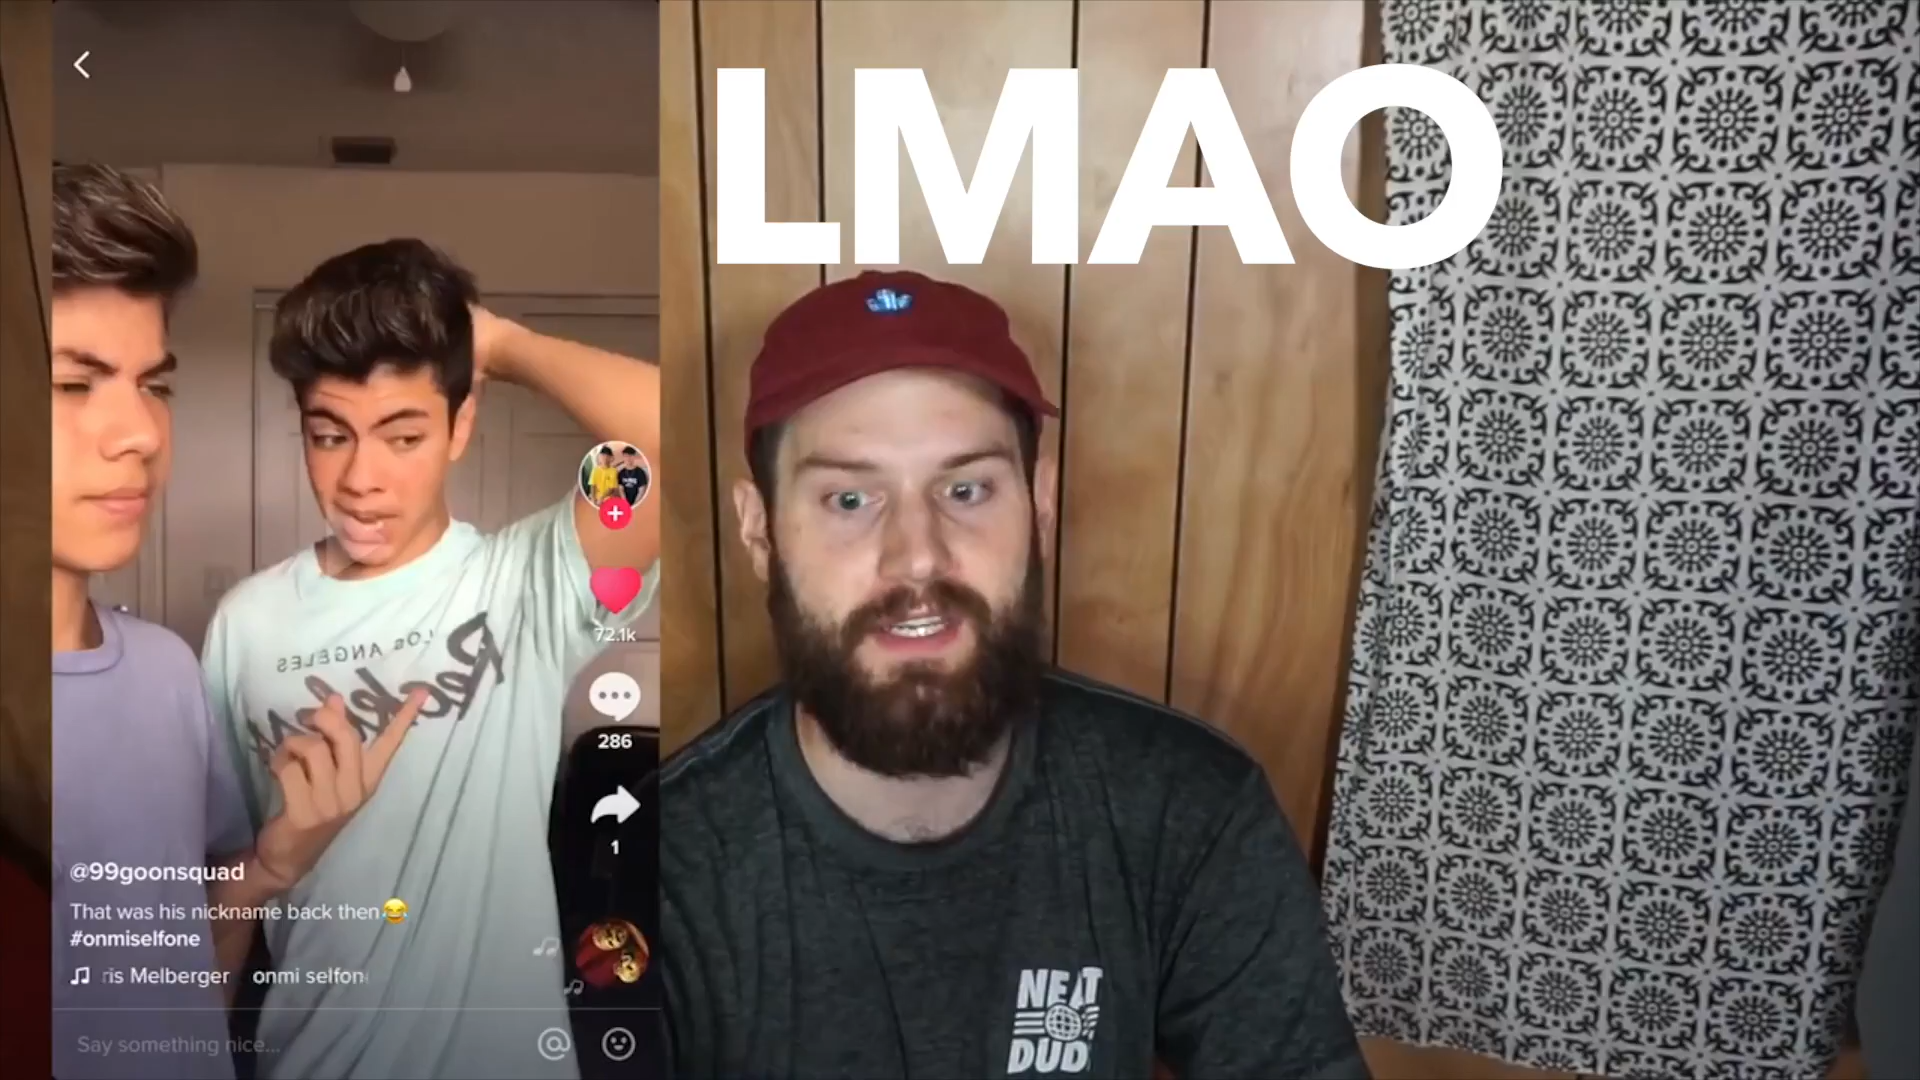 LMAO
LOS ANGELES
Reckless
72.1k
286
1
@99goonsquad
That was his nickname back then😂
#onmiselfone
ris Melberger onmi selfon
Say something nice...
NEAT
DUD